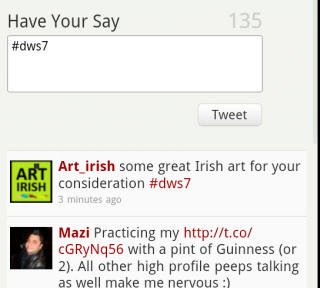 Have Your Say 135
#dws7
Tweet
ART
IRISH
Art_irish some great Irish art for your
consideration #dws7
3 minutes ago
Mazi Practicing my http://t.co/
cGRyNq56 with a pint of Guinness (or
2). All other high profile peeps talking
as well make me nervous :)